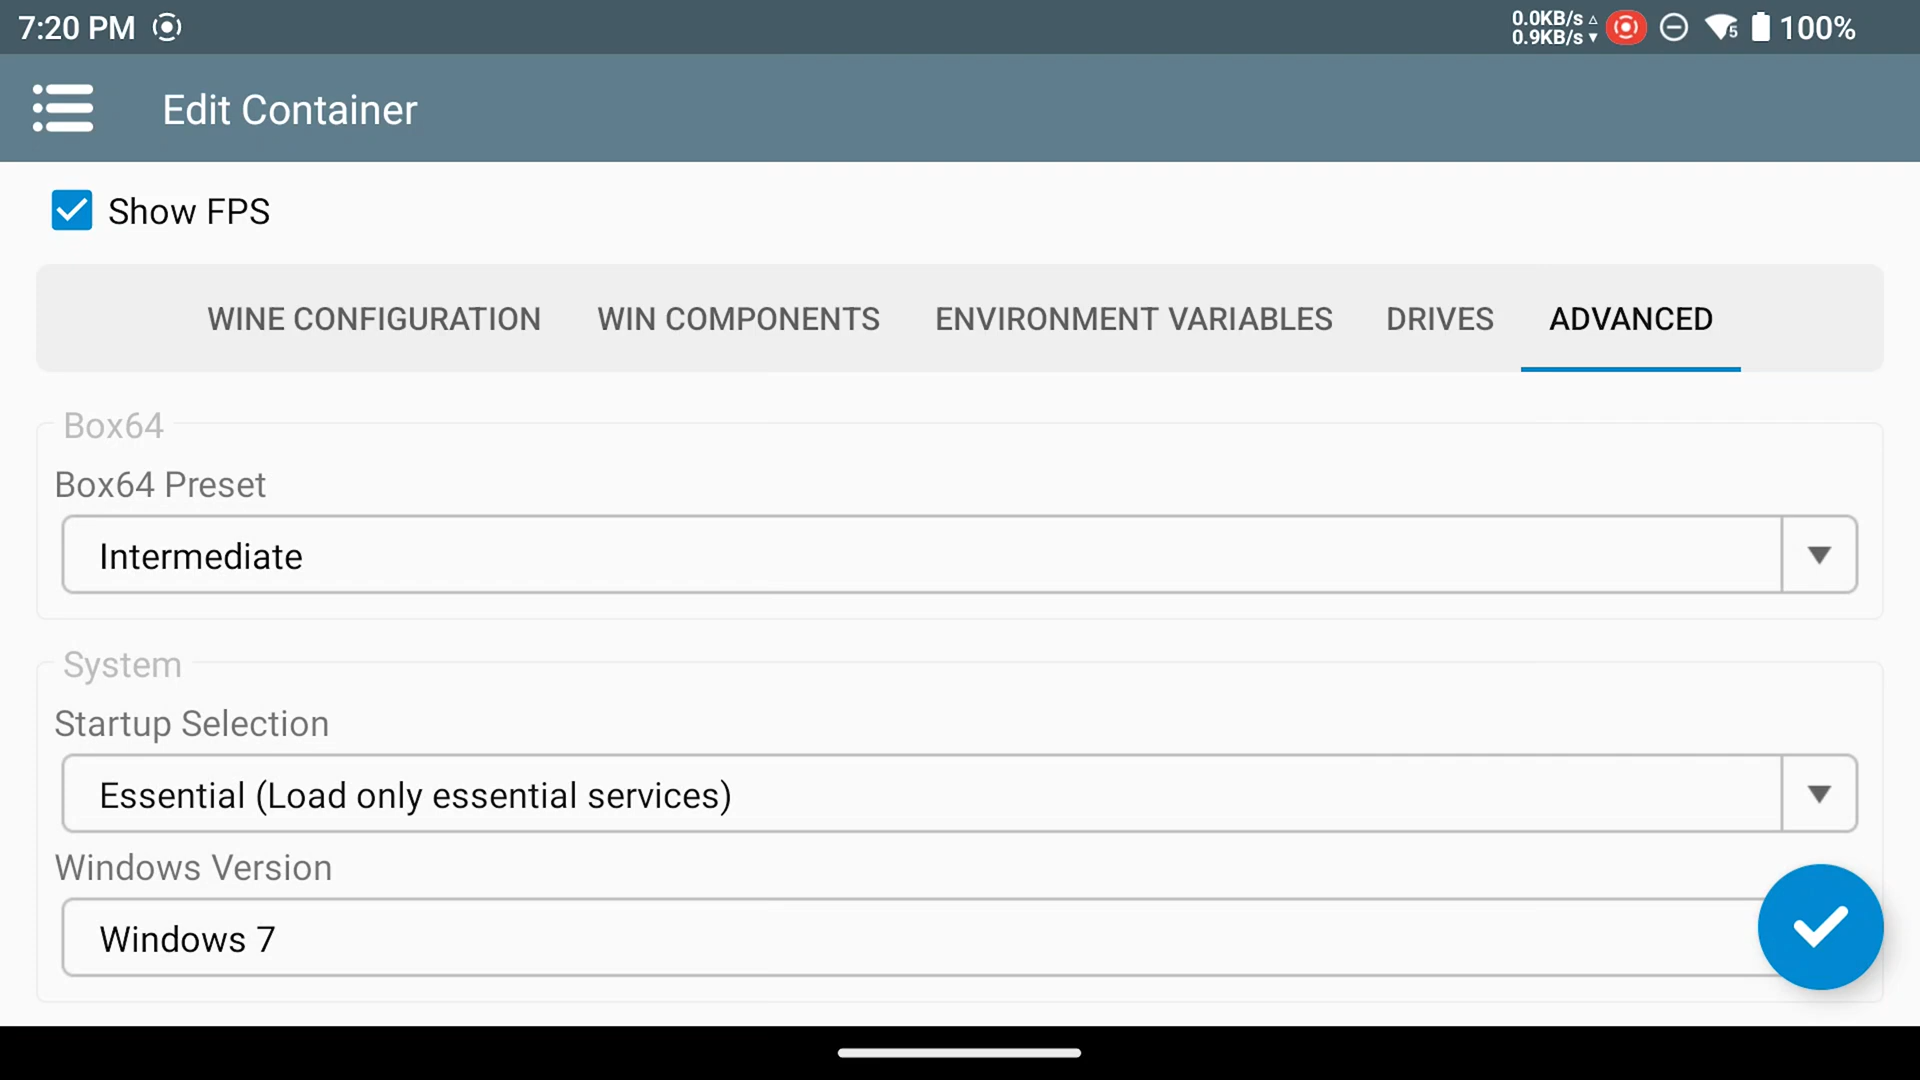 7:20 PM
0.0KB/s
0.9KB/s
5
100%
Edit Container
Show FPS
WINE CONFIGURATION
WIN COMPONENTS
ENVIRONMENT VARIABLES
DRIVES
ADVANCED
Box64
Box64 Preset
Intermediate
System
Startup Selection
Essential (Load only essential services)
Windows Version
Windows 7